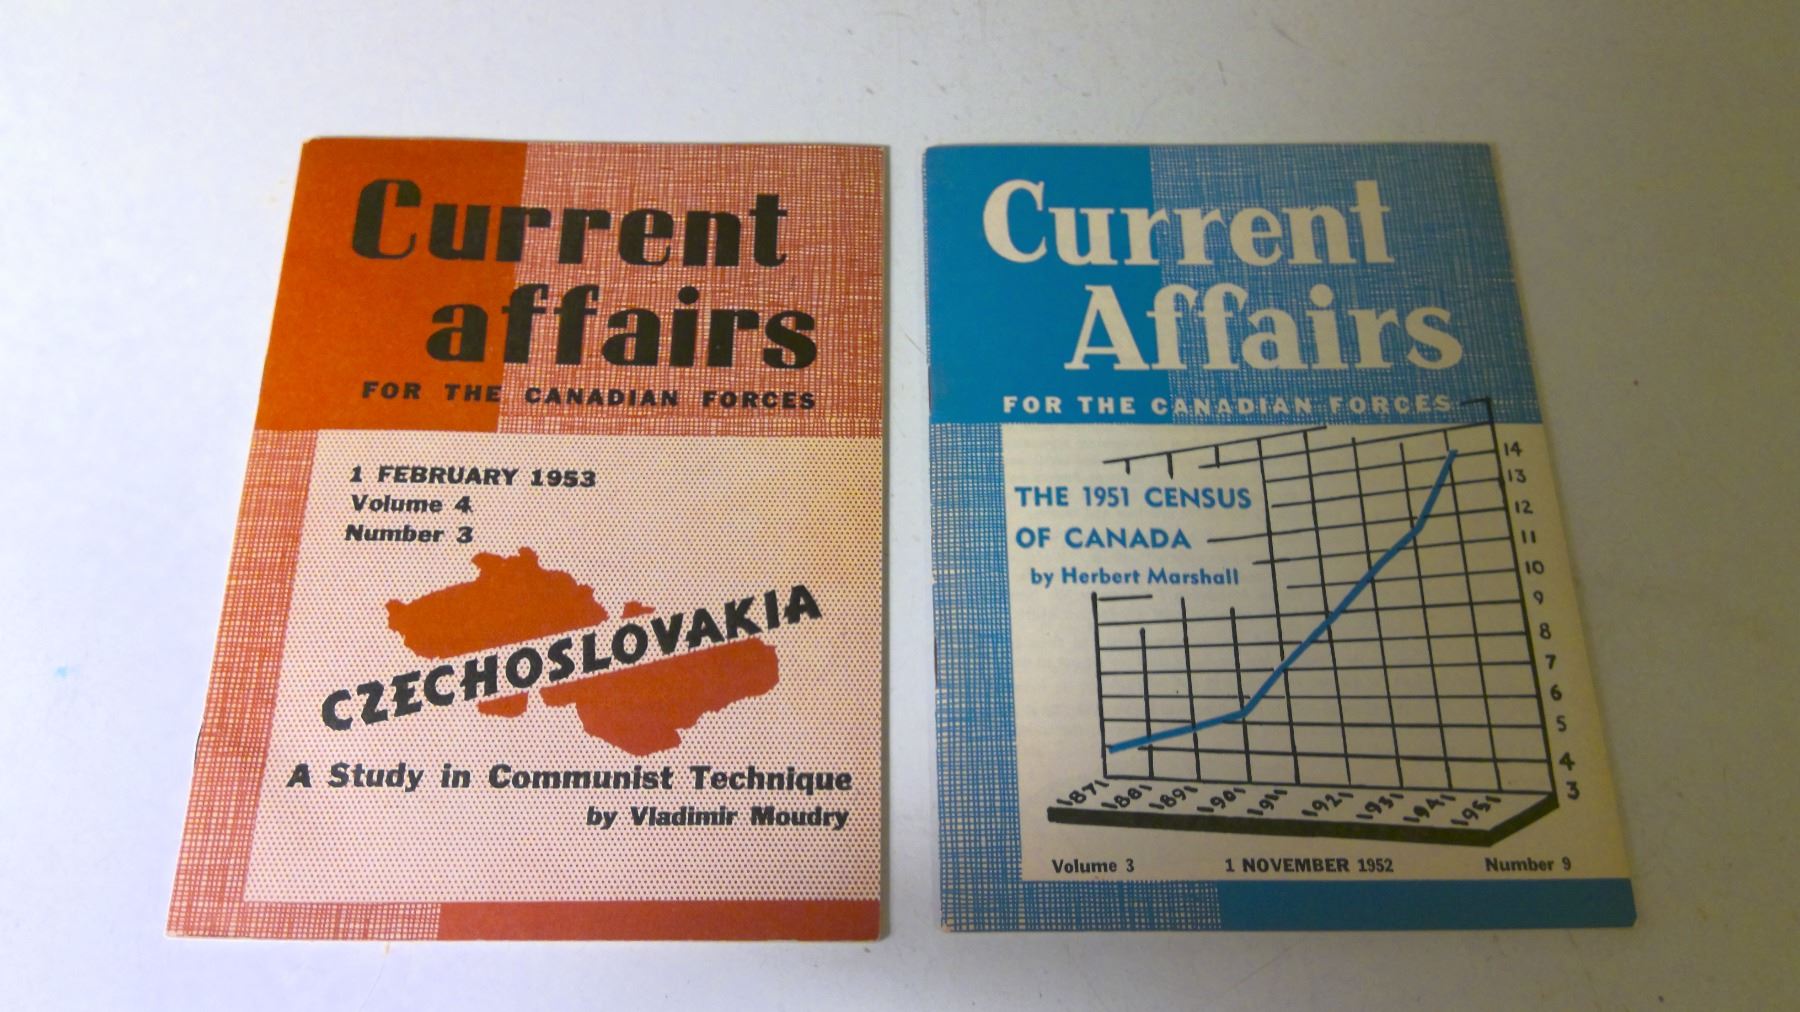 Current
affairs
FOR THE CANADIAN FORCES
1 FEBRUARY 1953
Volume 4
Number 3
CZECHOSLOVAKIA
A Study in Communist Technique
by Vladimir Moudry
Current
Affairs
FOR THE CANADIAN FORCES
THE 1951 CENSUS
OF CANADA
by Herbert Marshall
14
13
12
11
10
9
8
7
6
5
4
3
1871 1881 1891 1901 1911 1921 1931 1941 1951
Volume 3 1 NOVEMBER 1952 Number 9